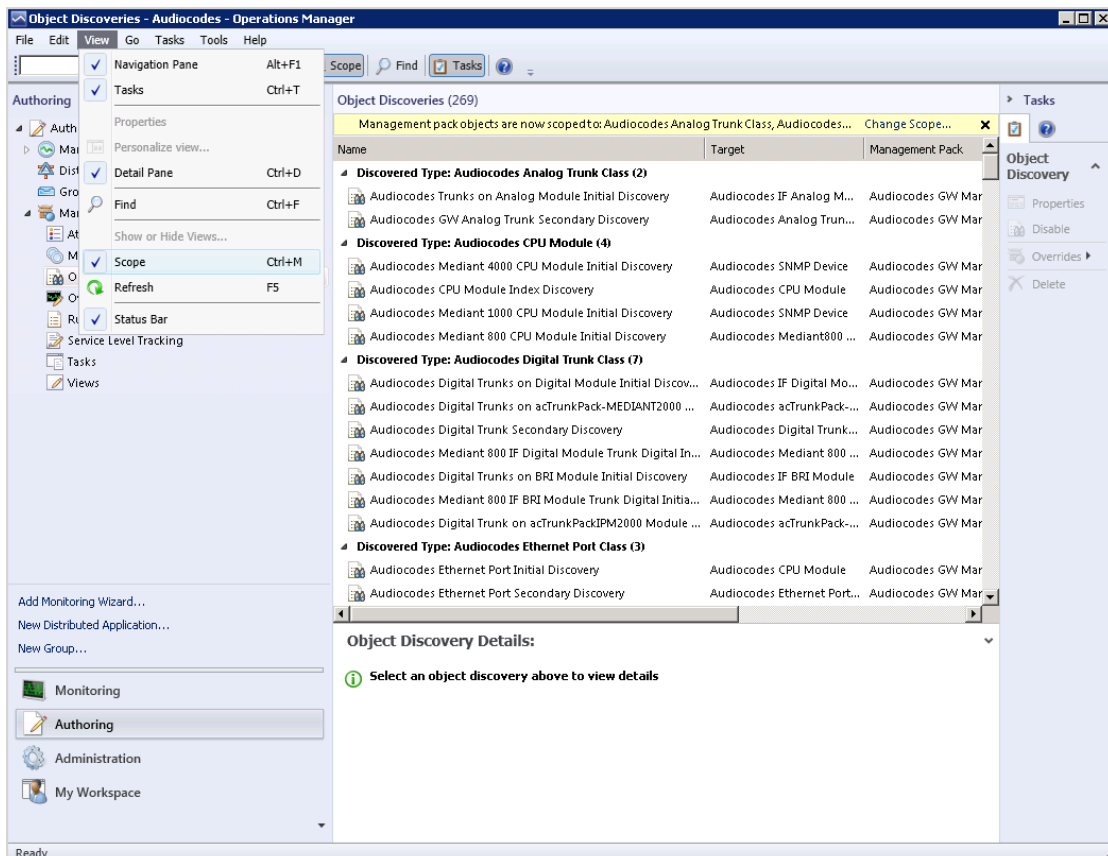 Object Discoveries - Audiocodes - Operations Manager
File Edit View Go Tasks Tools Help
Scope Find Tasks
Navigation Pane Alt+F1
Tasks Ctrl+T
Properties
Personalize view...
Detail Pane Ctrl+D
Find Ctrl+F
Show or Hide Views...
Scope Ctrl+M
Refresh F5
Status Bar
Authoring
Auth
Ma
Dist
Gro
Mar
At
M
O
O
Ru
Service Level Tracking
Tasks
Views
Add Monitoring Wizard...
New Distributed Application...
New Group...
Monitoring
Authoring
Administration
My Workspace
Object Discoveries (269)
Management pack objects are now scoped to: Audiocodes Analog Trunk Class, Audiocodes... Change Scope...
Name Target Management Pack
Discovered Type: Audiocodes Analog Trunk Class (2)
Audiocodes Trunks on Analog Module Initial Discovery Audiocodes IF Analog M... Audiocodes GW Mar
Audiocodes GW Analog Trunk Secondary Discovery Audiocodes Analog Trun... Audiocodes GW Mar
Discovered Type: Audiocodes CPU Module (4)
Audiocodes Mediant 4000 CPU Module Initial Discovery Audiocodes SNMP Device Audiocodes GW Mar
Audiocodes CPU Module Index Discovery Audiocodes CPU Module Audiocodes GW Mar
Audiocodes Mediant 1000 CPU Module Initial Discovery Audiocodes SNMP Device Audiocodes GW Mar
Audiocodes Mediant 800 CPU Module Initial Discovery Audiocodes Mediant800 ... Audiocodes GW Mar
Discovered Type: Audiocodes Digital Trunk Class (7)
Audiocodes Digital Trunks on Digital Module Initial Discov... Audiocodes IF Digital Mo... Audiocodes GW Mar
Audiocodes Digital Trunks on acTrunkPack-MEDIANT2000 ... Audiocodes acTrunkPack-... Audiocodes GW Mar
Audiocodes Digital Trunk Secondary Discovery Audiocodes Digital Trunk... Audiocodes GW Mar
Audiocodes Mediant 800 IF Digital Module Trunk Digital In... Audiocodes Mediant 800 ... Audiocodes GW Mar
Audiocodes Digital Trunks on BRI Module Initial Discovery Audiocodes IF BRI Module Audiocodes GW Mar
Audiocodes Mediant 800 IF BRI Module Trunk Digital Initia... Audiocodes Mediant 800 ... Audiocodes GW Mar
Audiocodes Digital Trunk on acTrunkPackIPM2000 Module ... Audiocodes acTrunkPack-... Audiocodes GW Mar
Discovered Type: Audiocodes Ethernet Port Class (3)
Audiocodes Ethernet Port Initial Discovery Audiocodes CPU Module Audiocodes GW Mar
Audiocodes Ethernet Port Secondary Discovery Audiocodes Ethernet Port... Audiocodes GW Mar
Object Discovery Details:
Select an object discovery above to view details
Tasks
Object
Discovery
Properties
Disable
Overrides
Delete
Ready